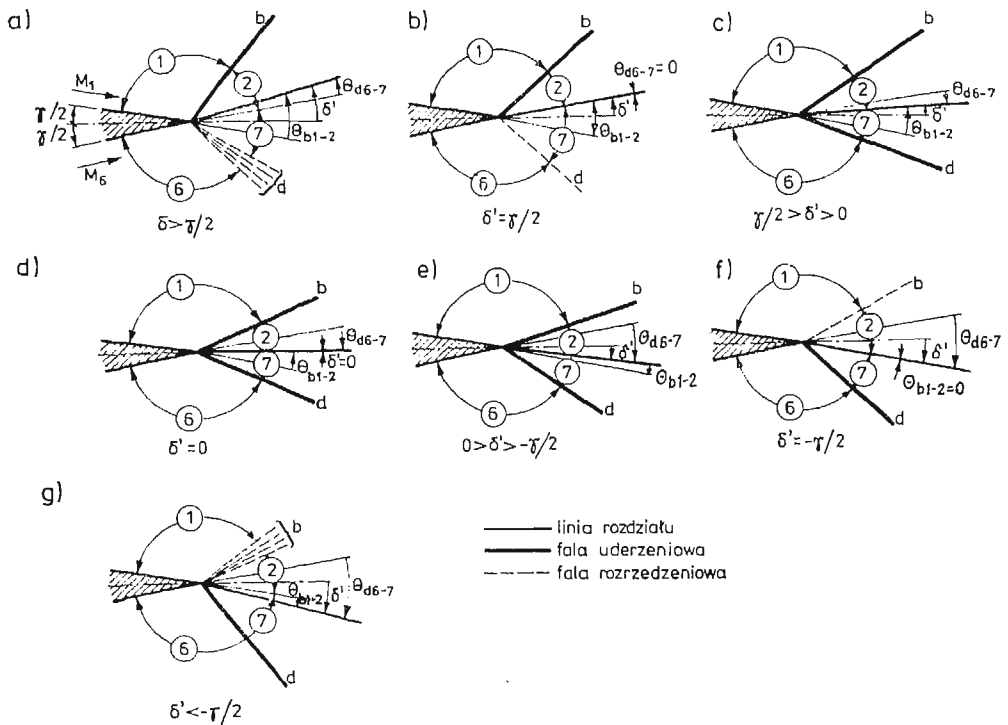 a)
b
1
M₁
2
θd6-7
γ/2
γ/2
δ'
7
θb1-2
M₆
6
d
δ > γ/2
b)
b
1
2
θd6-7=0
δ'
θb1-2
7
6
d
δ'=γ/2
c)
b
1
2
θd6-7
δ'
7
θb1-2
6
d
γ/2 > δ' > 0
d)
b
1
2
θd6-7
7
δ'=0
θb1-2
6
d
δ'=0
e)
b
1
2
θd6-7
δ'
7
θb1-2
6
d
0 > δ' > -γ/2
f)
b
1
2
θd6-7
δ'
7
θb1-2=0
6
d
δ'=-γ/2
g)
b
1
2
θd6-7
θb1-2
δ'
7
6
d
δ' < -γ/2
linia rozdziału
fala uderzeniowa
fala rozrzedzeniowa